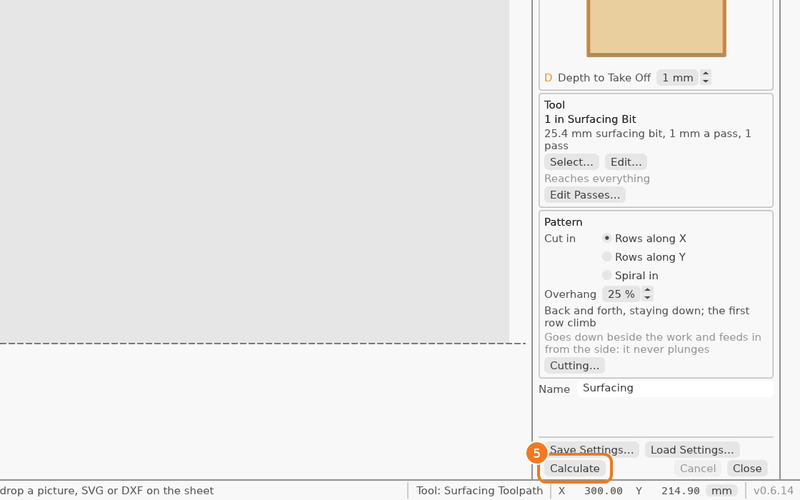 D Depth to Take Off 1 mm
Tool
1 in Surfacing Bit
25.4 mm surfacing bit, 1 mm a pass, 1
pass
Select... Edit...
Reaches everything
Edit Passes...
Pattern
Cut in Rows along X
Rows along Y
Spiral in
Overhang 25 %
Back and forth, staying down; the first
row climb
Goes down beside the work and feeds in
from the side: it never plunges
Cutting...
Name Surfacing
5 Save Settings... Load Settings...
Calculate Cancel Close
drop a picture, SVG or DXF on the sheet Tool: Surfacing Toolpath X 300.00 Y 214.90 mm v0.6.14